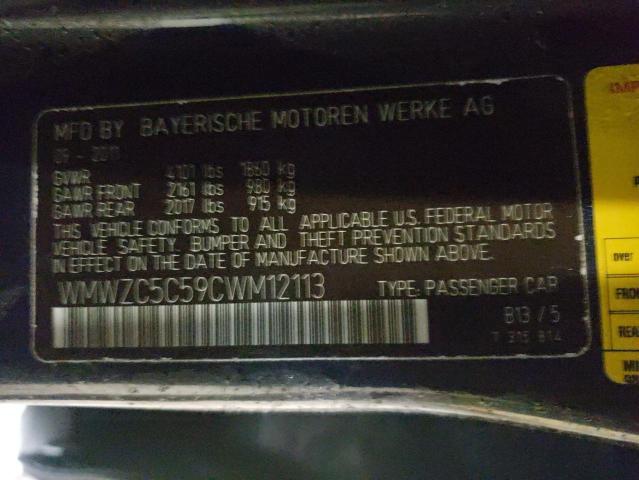 MFD BY BAYERISCHE MOTOREN WERKE AG
09 - 2011
GVWR 4101 lbs 1860 kg
GAWR FRONT 2161 lbs 980 kg
GAWR REAR 2017 lbs 915 kg
THIS VEHICLE CONFORMS TO ALL APPLICABLE U.S. FEDERAL MOTOR
VEHICLE SAFETY, BUMPER AND THEFT PREVENTION STANDARDS
IN EFFECT ON THE DATE OF MANUFACTURE SHOWN ABOVE.
WMWZC5C59CWM12113 TYPE: PASSENGER CAR
B13 / 5
7 315 814
over